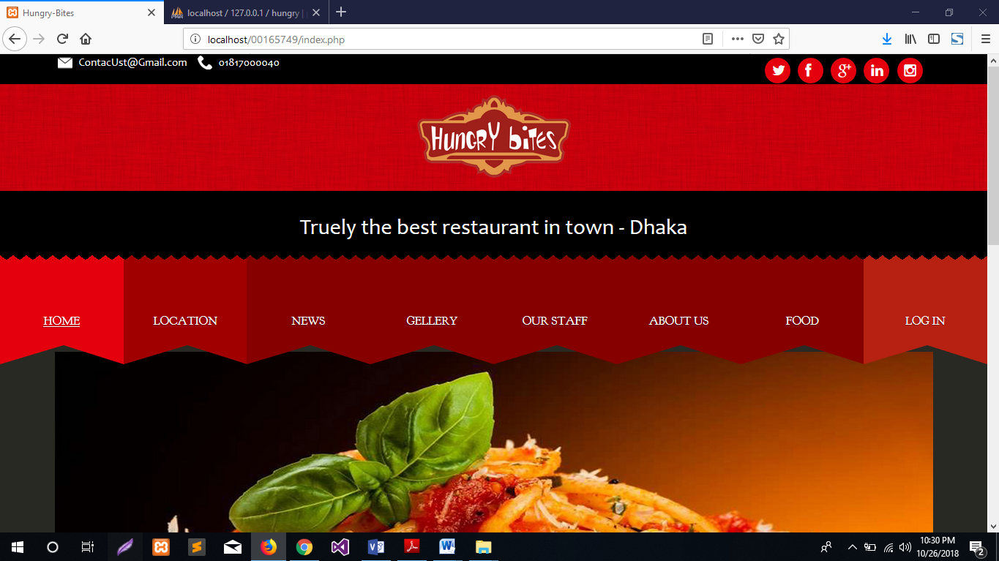 Hungry-Bites
localhost / 127.0.0.1 / hungry |
localhost/00165749/index.php
ContacUst@Gmail.com 01817000040
Hungry bites
Truely the best restaurant in town - Dhaka
HOME LOCATION NEWS GELLERY OUR STAFF ABOUT US FOOD LOG IN
10:30 PM
10/26/2018
2